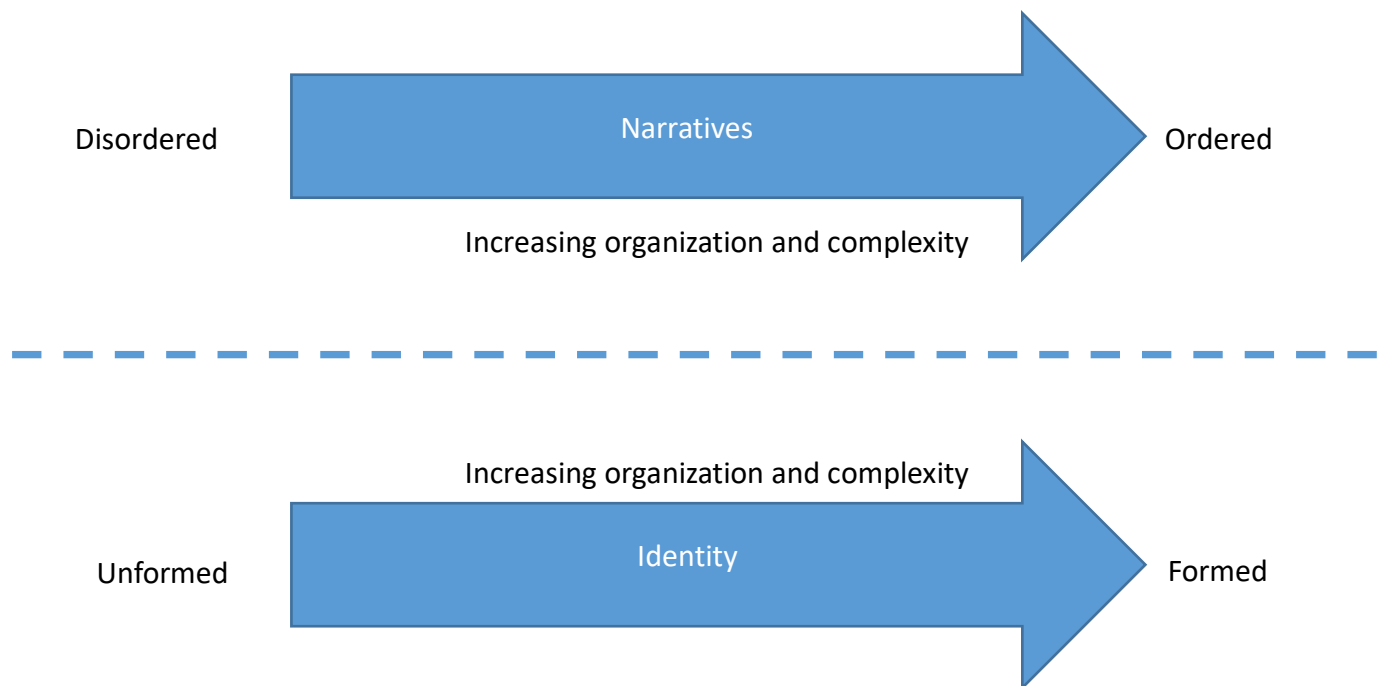 Narratives
Disordered
Ordered
Increasing organization and complexity
Increasing organization and complexity
Identity
Unformed
Formed